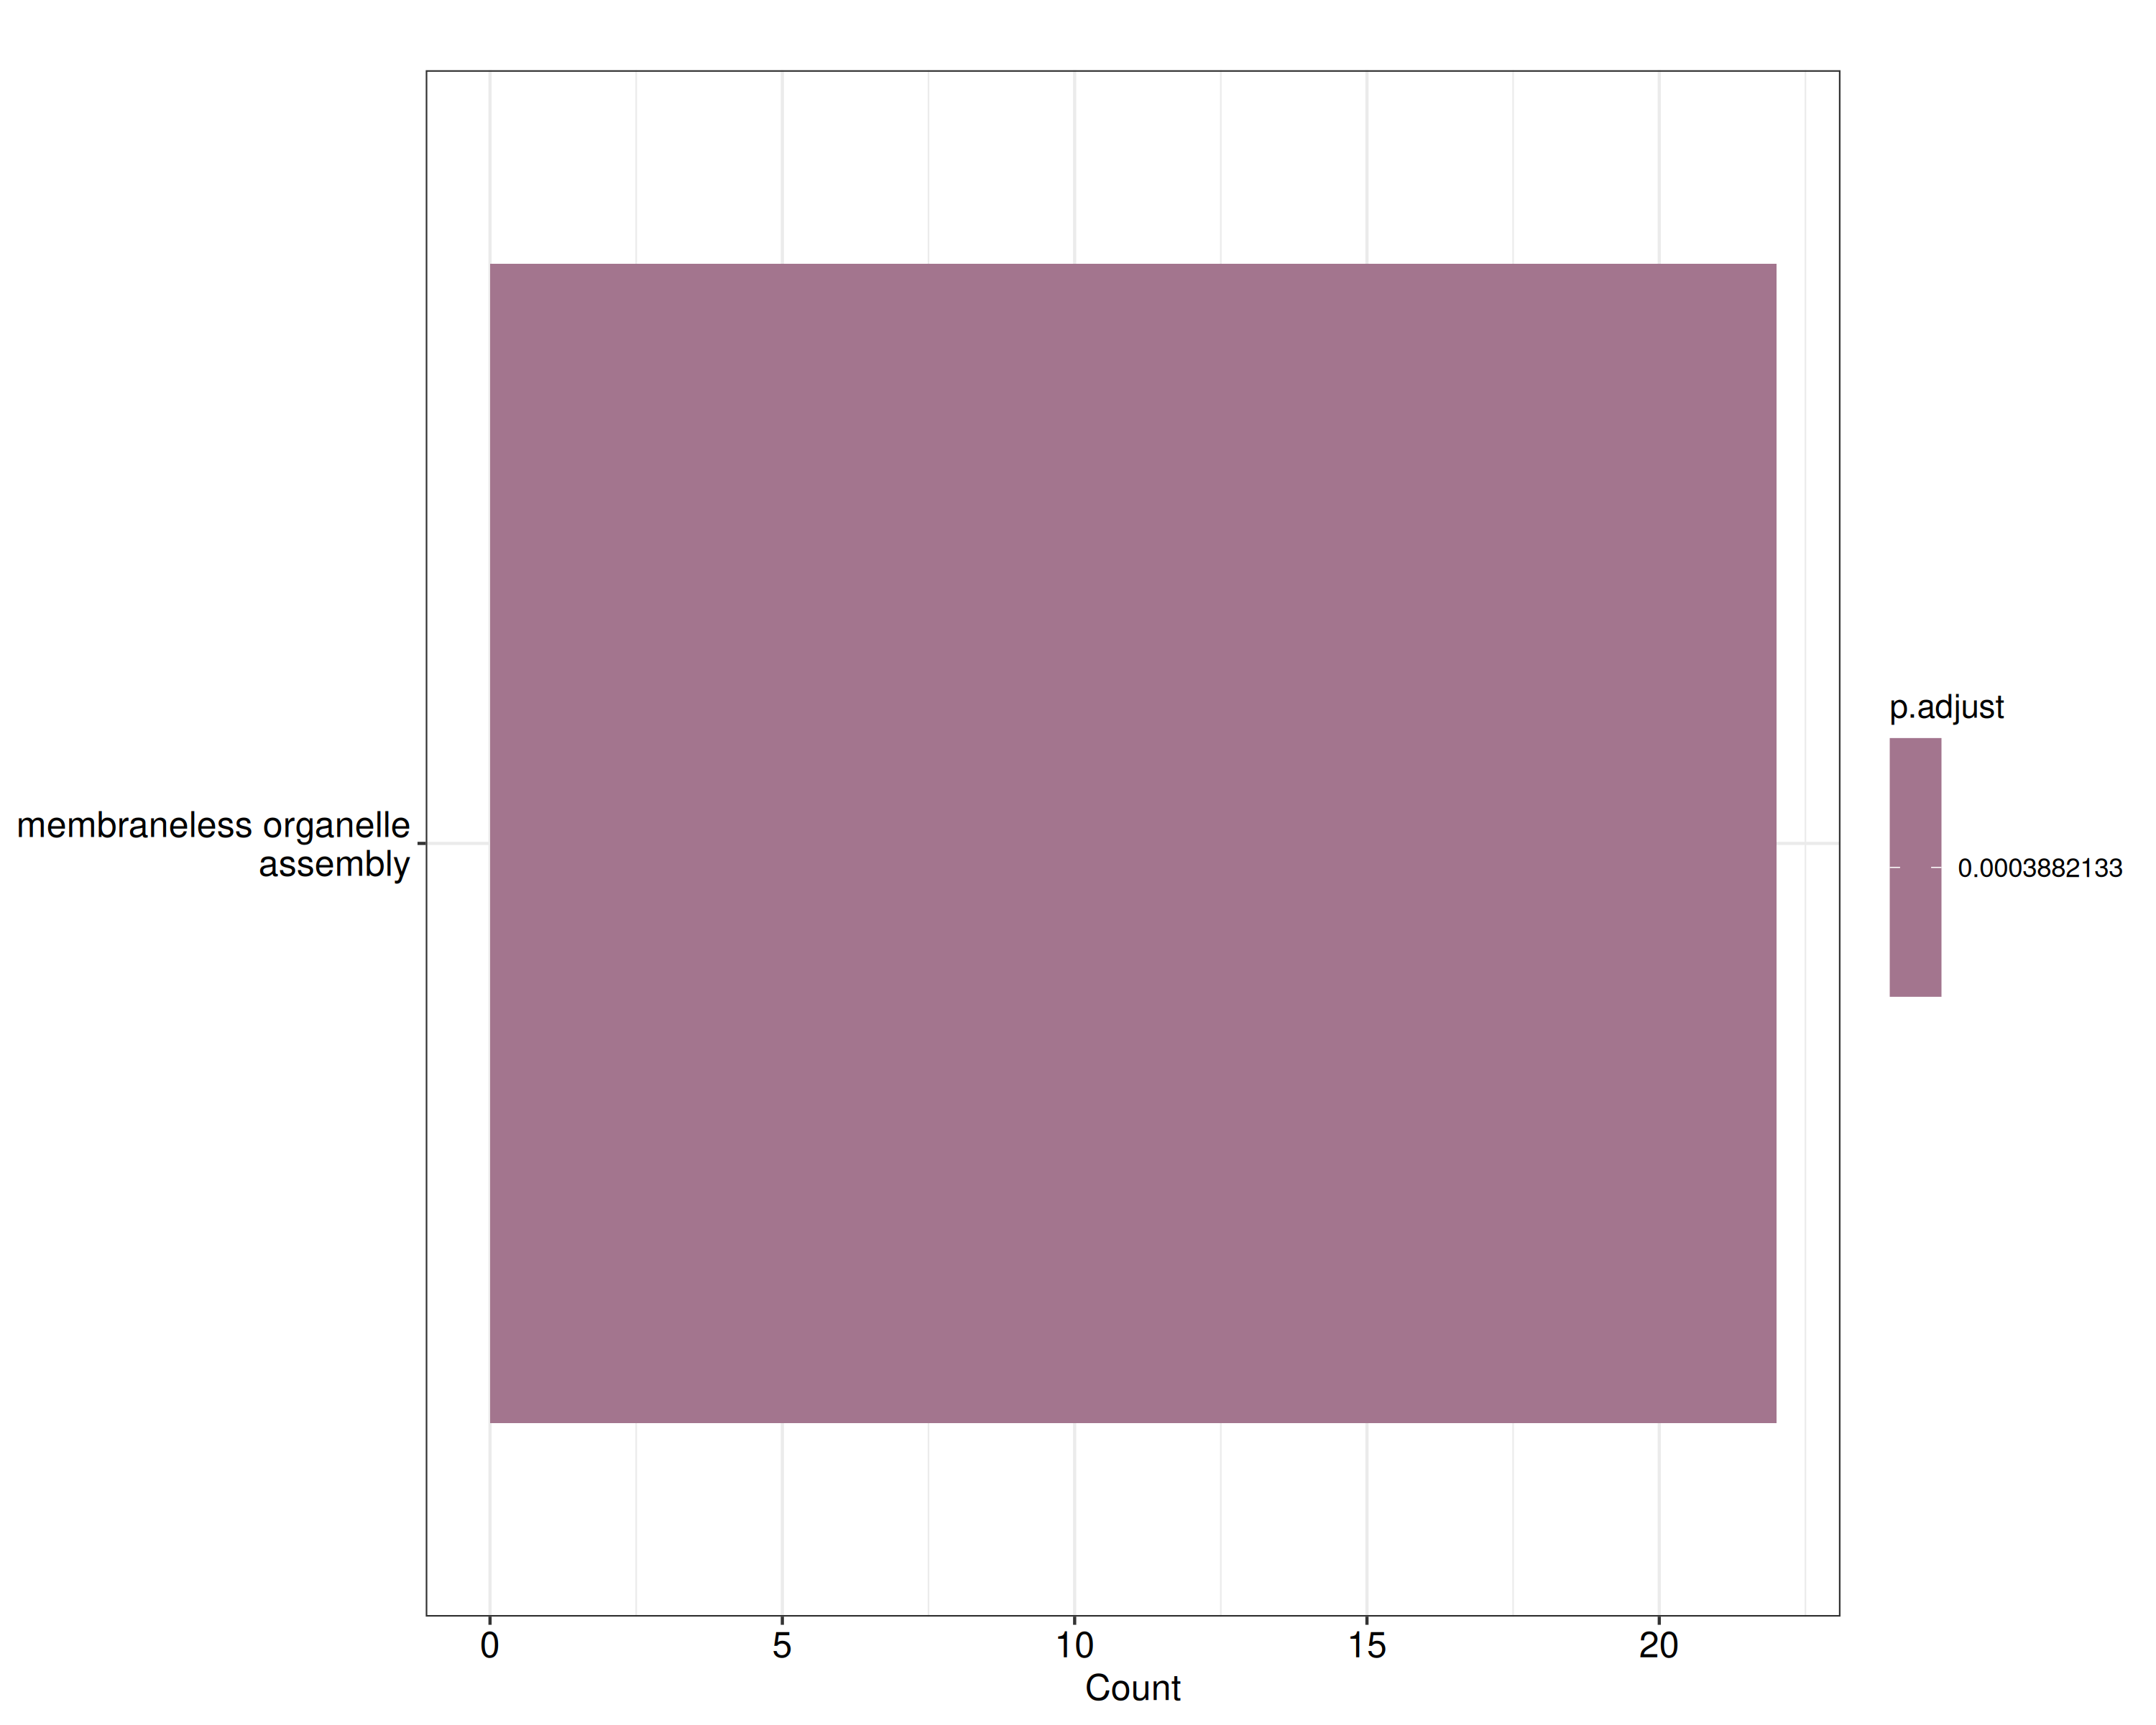 membraneless organelle
assembly
p.adjust
0.0003882133
0 5 10 15 20
Count